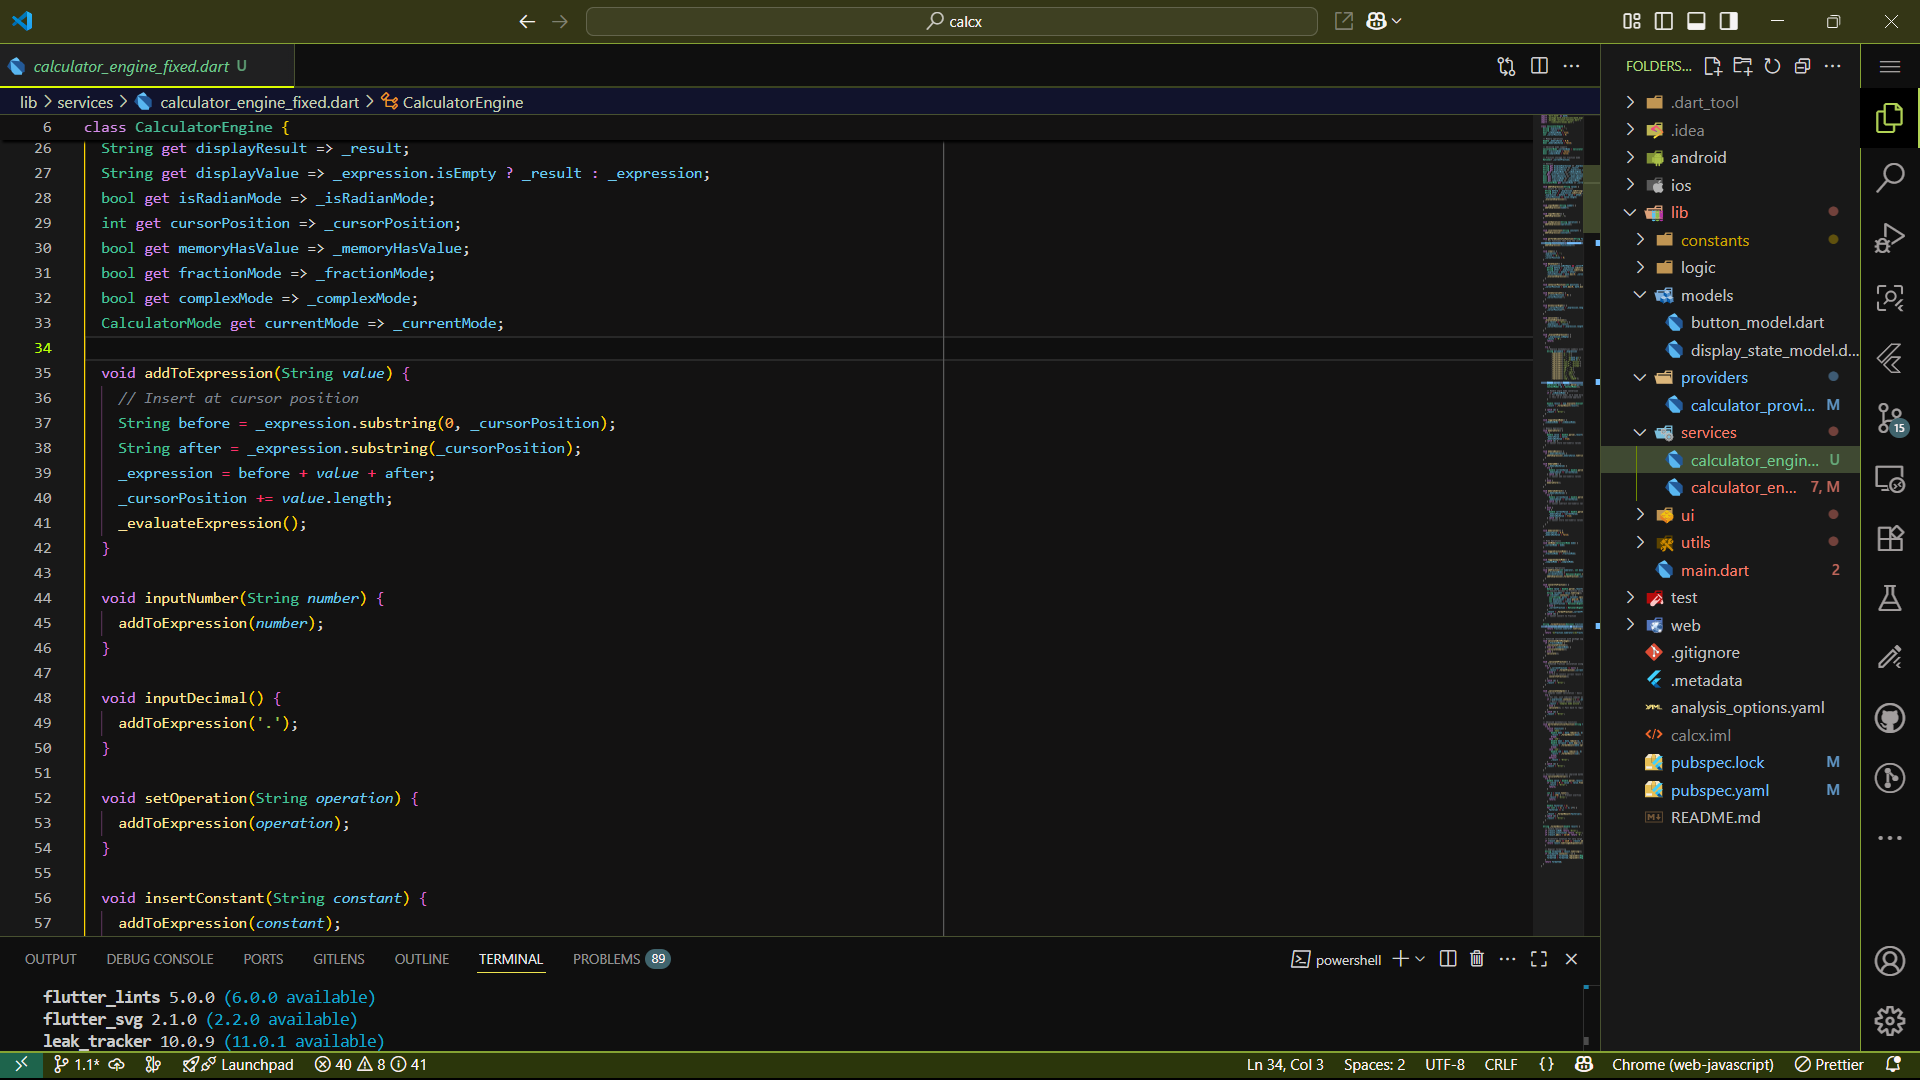 calcx
calculator_engine_fixed.dart U
lib > services > calculator_engine_fixed.dart > CalculatorEngine
6 class CalculatorEngine {
26 String get displayResult => _result;
27 String get displayValue => _expression.isEmpty ? _result : _expression;
28 bool get isRadianMode => _isRadianMode;
29 int get cursorPosition => _cursorPosition;
30 bool get memoryHasValue => _memoryHasValue;
31 bool get fractionMode => _fractionMode;
32 bool get complexMode => _complexMode;
33 CalculatorMode get currentMode => _currentMode;
34
35 void addToExpression(String value) {
36 // Insert at cursor position
37 String before = _expression.substring(0, _cursorPosition);
38 String after = _expression.substring(_cursorPosition);
39 _expression = before + value + after;
40 _cursorPosition += value.length;
41 _evaluateExpression();
42 }
43
44 void inputNumber(String number) {
45 addToExpression(number);
46 }
47
48 void inputDecimal() {
49 addToExpression('.');
50 }
51
52 void setOperation(String operation) {
53 addToExpression(operation);
54 }
55
56 void insertConstant(String constant) {
57 addToExpression(constant);
OUTPUT DEBUG CONSOLE PORTS GITLENS OUTLINE TERMINAL PROBLEMS 89
powershell
flutter_lints 5.0.0 (6.0.0 available)
flutter_svg 2.1.0 (2.2.0 available)
leak_tracker 10.0.9 (11.0.1 available)
FOLDERS...
.dart_tool
.idea
android
ios
lib
constants
logic
models
button_model.dart
display_state_model.d...
providers
calculator_provi... M
services
calculator_engin... U
calculator_en... 7, M
ui
utils
main.dart 2
test
web
.gitignore
.metadata
analysis_options.yaml
calcx.iml
pubspec.lock M
pubspec.yaml M
README.md
15
1.1* Launchpad 40 8 41
Ln 34, Col 3 Spaces: 2 UTF-8 CRLF {} Chrome (web-javascript) Prettier